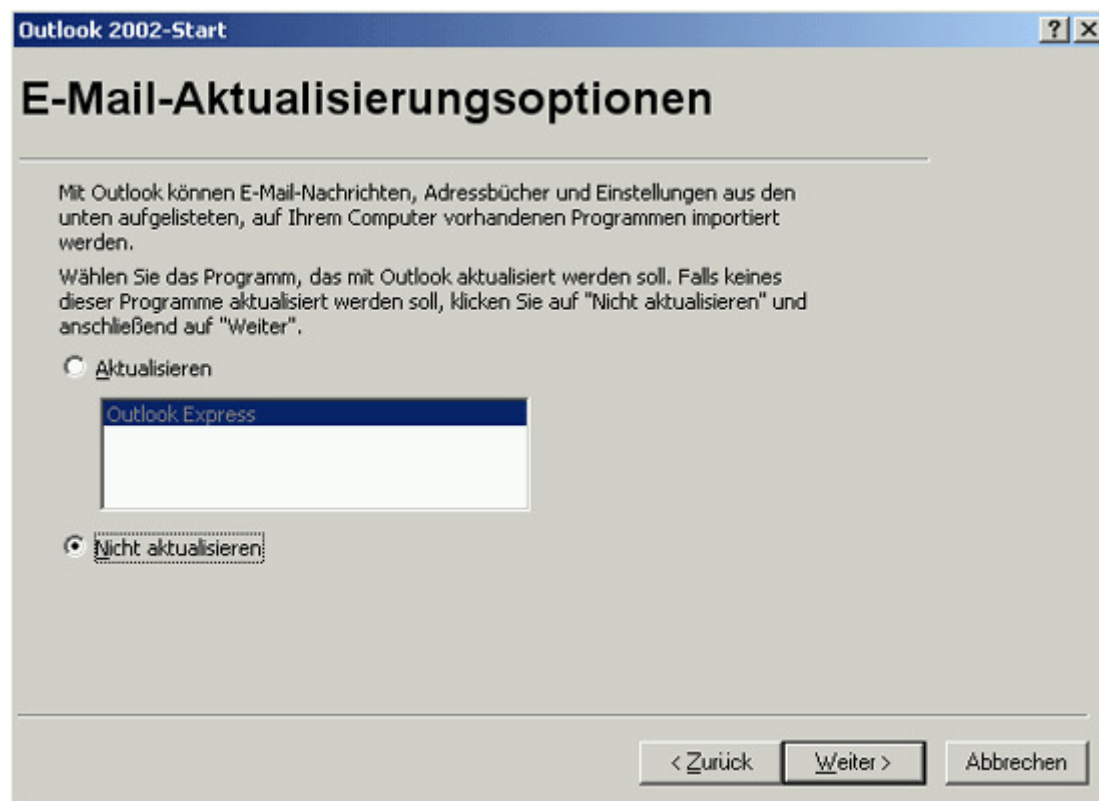 Outlook 2002-Start
E-Mail-Aktualisierungsoptionen
Mit Outlook können E-Mail-Nachrichten, Adressbücher und Einstellungen aus den
unten aufgelisteten, auf Ihrem Computer vorhandenen Programmen importiert
werden.
Wählen Sie das Programm, das mit Outlook aktualisiert werden soll. Falls keines
dieser Programme aktualisiert werden soll, klicken Sie auf "Nicht aktualisieren" und
anschließend auf "Weiter".
Aktualisieren
Outlook Express
Nicht aktualisieren
< Zurück Weiter > Abbrechen